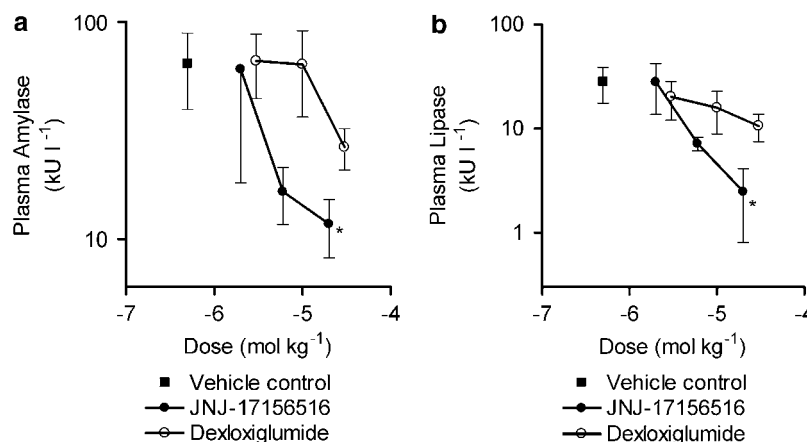 a
100
10
Plasma Amylase
(kU l⁻¹)
-7
-6
-5
-4
*
Dose (mol kg⁻¹)
Vehicle control
JNJ-17156516
Dexloxiglumide
b
100
10
1
Plasma Lipase
(kU l⁻¹)
-7
-6
-5
-4
*
Dose (mol kg⁻¹)
Vehicle control
JNJ-17156516
Dexloxiglumide